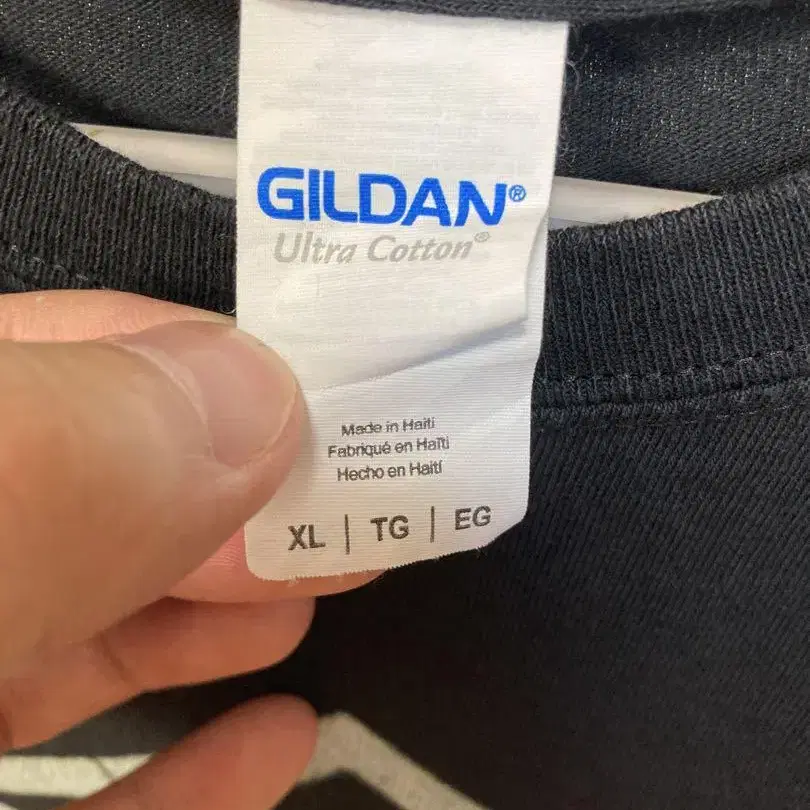 GILDAN®
Ultra Cotton®
Made in Haiti
Fabriqué en Haïti
Hecho en Haití
XL | TG | EG